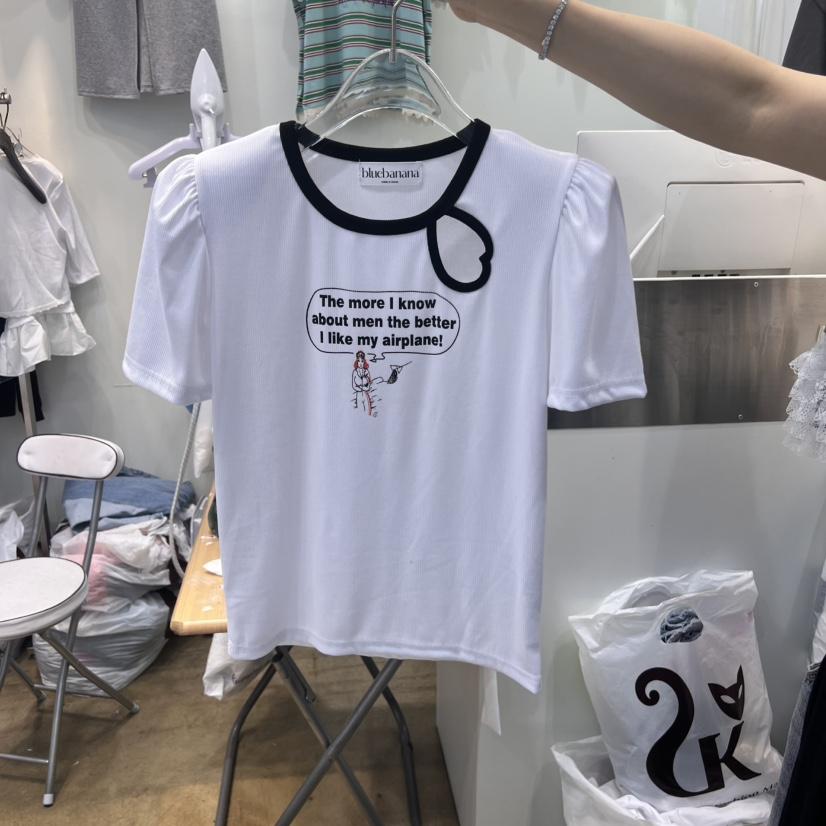 bluebanana
The more I know
about men the better
I like my airplane!
K